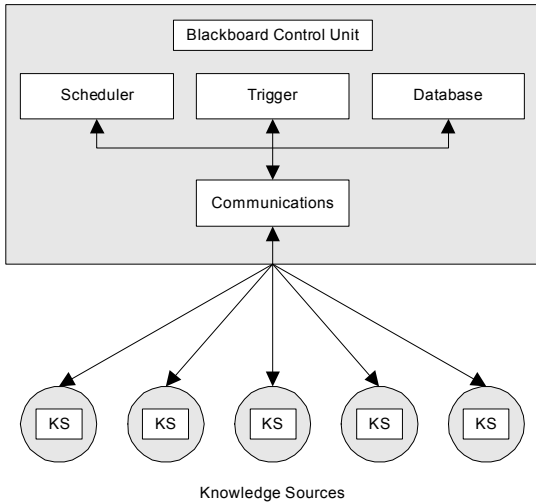 Blackboard Control Unit
Scheduler
Trigger
Database
Communications
KS
KS
KS
KS
KS
Knowledge Sources